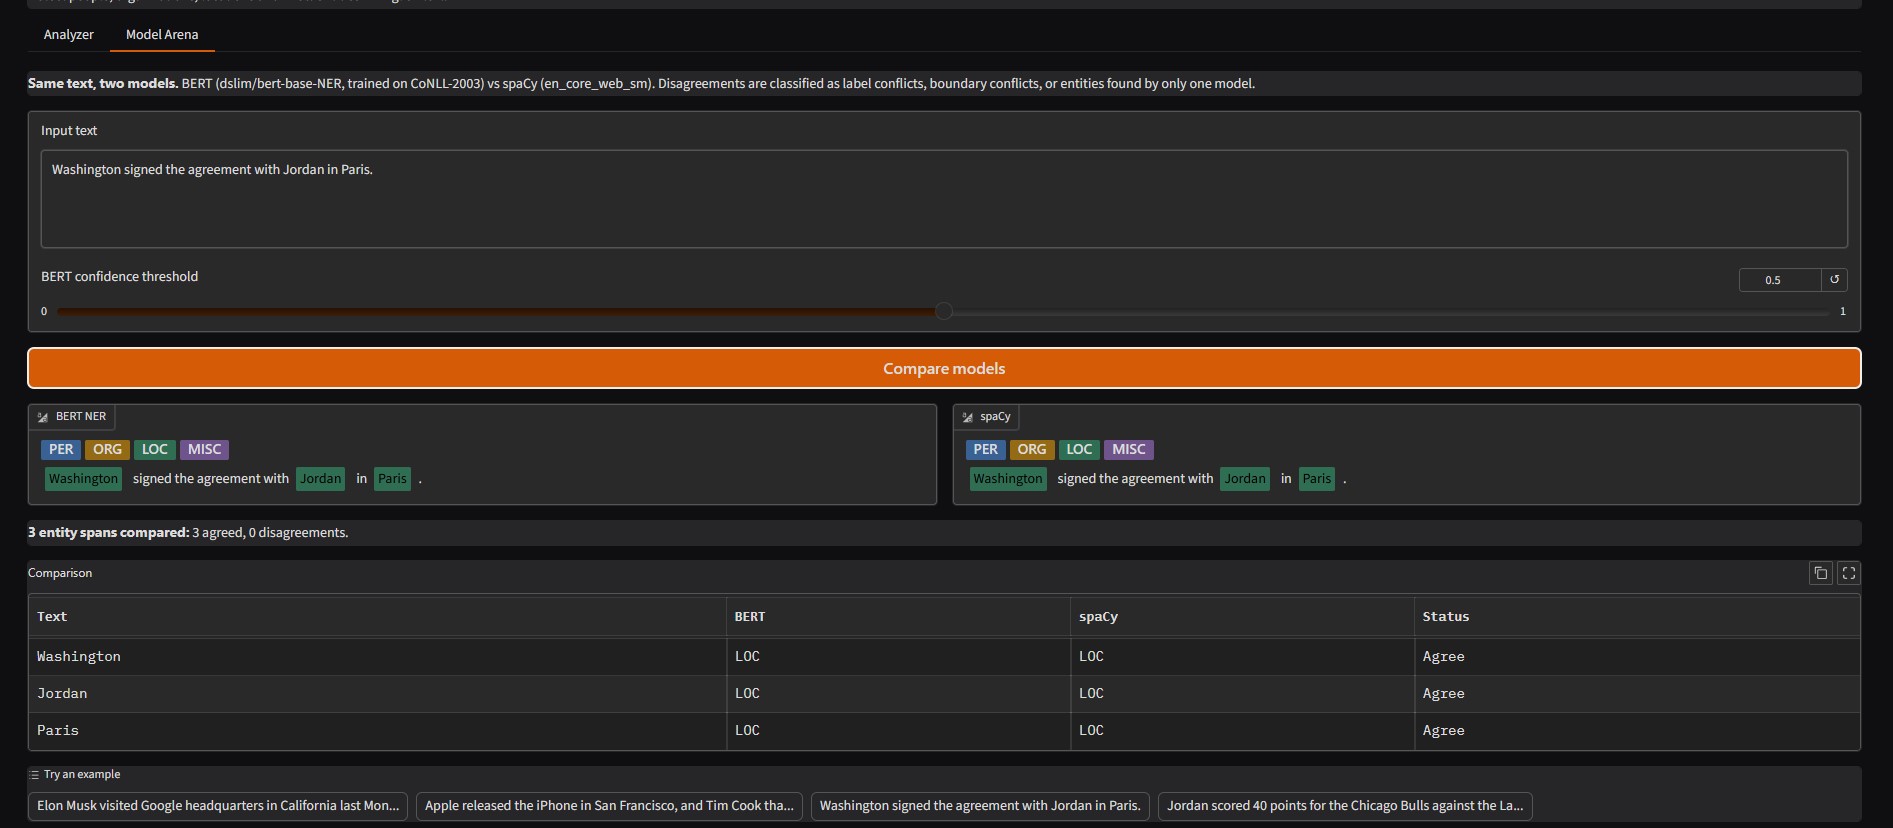 Analyzer
Model Arena
Same text, two models. BERT (dslim/bert-base-NER, trained on CoNLL-2003) vs spaCy (en_core_web_sm). Disagreements are classified as label conflicts, boundary conflicts, or entities found by only one model.
Input text
Washington signed the agreement with Jordan in Paris.
BERT confidence threshold
0.5 ↺
0 1
Compare models
BERT NER
PER ORG LOC MISC
Washington signed the agreement with Jordan in Paris .
spaCy
PER ORG LOC MISC
Washington signed the agreement with Jordan in Paris .
3 entity spans compared: 3 agreed, 0 disagreements.
Comparison
Text BERT spaCy Status
Washington LOC LOC Agree
Jordan LOC LOC Agree
Paris LOC LOC Agree
Try an example
Elon Musk visited Google headquarters in California last Mon...
Apple released the iPhone in San Francisco, and Tim Cook tha...
Washington signed the agreement with Jordan in Paris.
Jordan scored 40 points for the Chicago Bulls against the La...